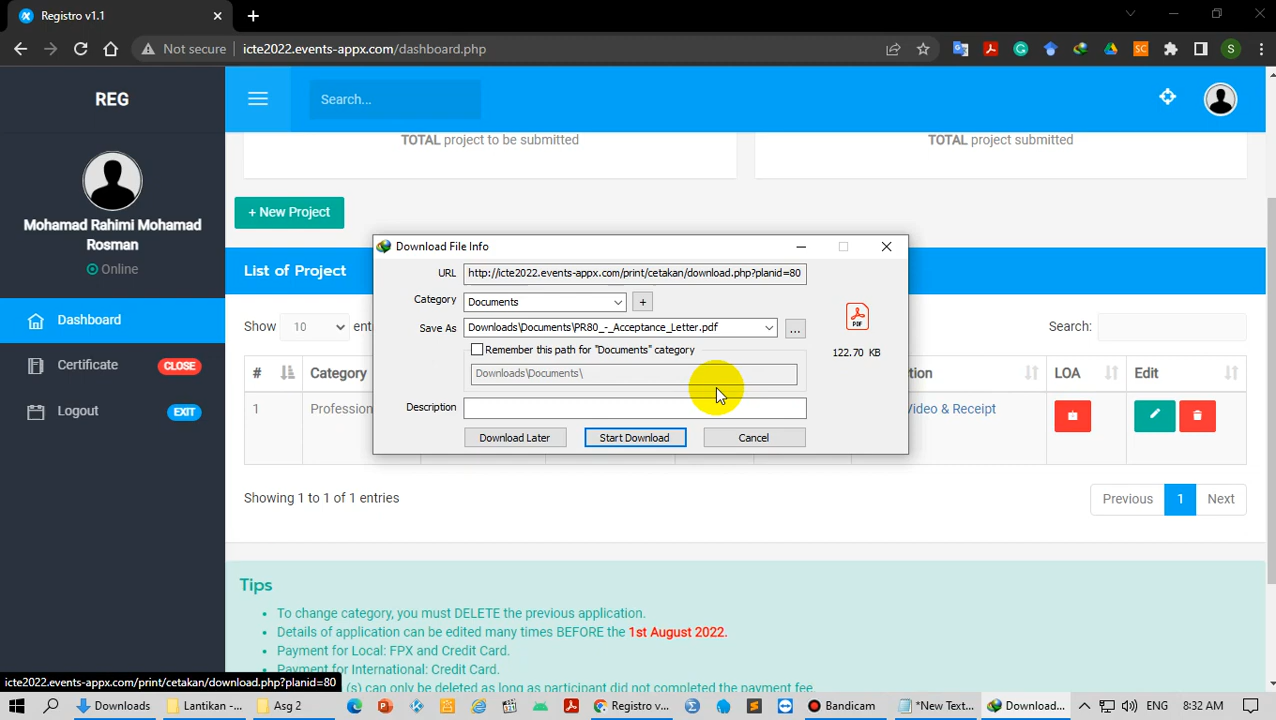 Registro v1.1
Not secure
icte2022.events-appx.com/dashboard.php
S
SC
REG
Search...
TOTAL project to be submitted
TOTAL project submitted
Mohamad Rahimi Mohamad
Rosman
Online
+ New Project
Download File Info
URL
http://icte2022.events-appx.com/print/cetakan/download.php?planid=80
List of Project
Category
Documents
+
Dashboard
Show
10
Save As
Downloads\Documents\PR80_-_Acceptance_Letter.pdf
...
PDF
Search:
Remember this path for "Documents" category
122.70 KB
Certificate
CLOSE
#
Category
Downloads\Documents\
LOA
Edit
Logout
EXIT
1
Description
Download Later
Start Download
Cancel
Showing 1 to 1 of 1 entries
Previous
1
Next
Tips
To change category, you must DELETE the previous application.
Details of application can be edited many times BEFORE the 1st August 2022.
Payment for Local: FPX and Credit Card.
Payment for International: Credit Card.
(s) can only be deleted as long as participant did not completed the payment fee.
icte2022.events-appx.com/print/cetakan/download.php?planid=80
Downloads
Lantikan -...
Asg 2
Registro v...
Bandicam
*New Text...
Download...
ENG
8:32 AM